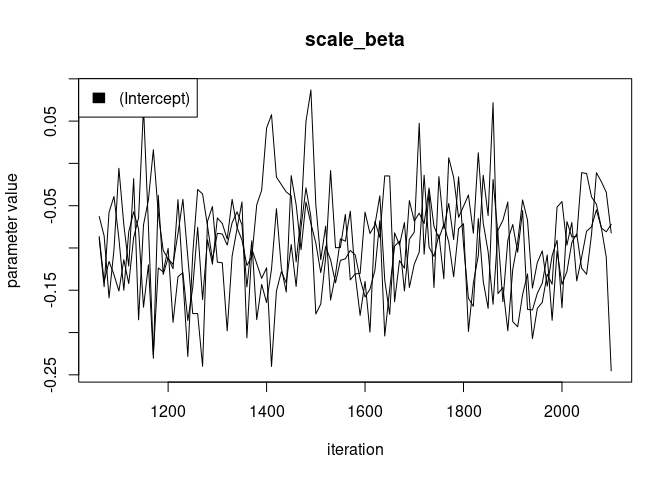 scale_beta
(Intercept)
parameter value
0.05
-0.05
-0.15
-0.25
1200 1400 1600 1800 2000
iteration